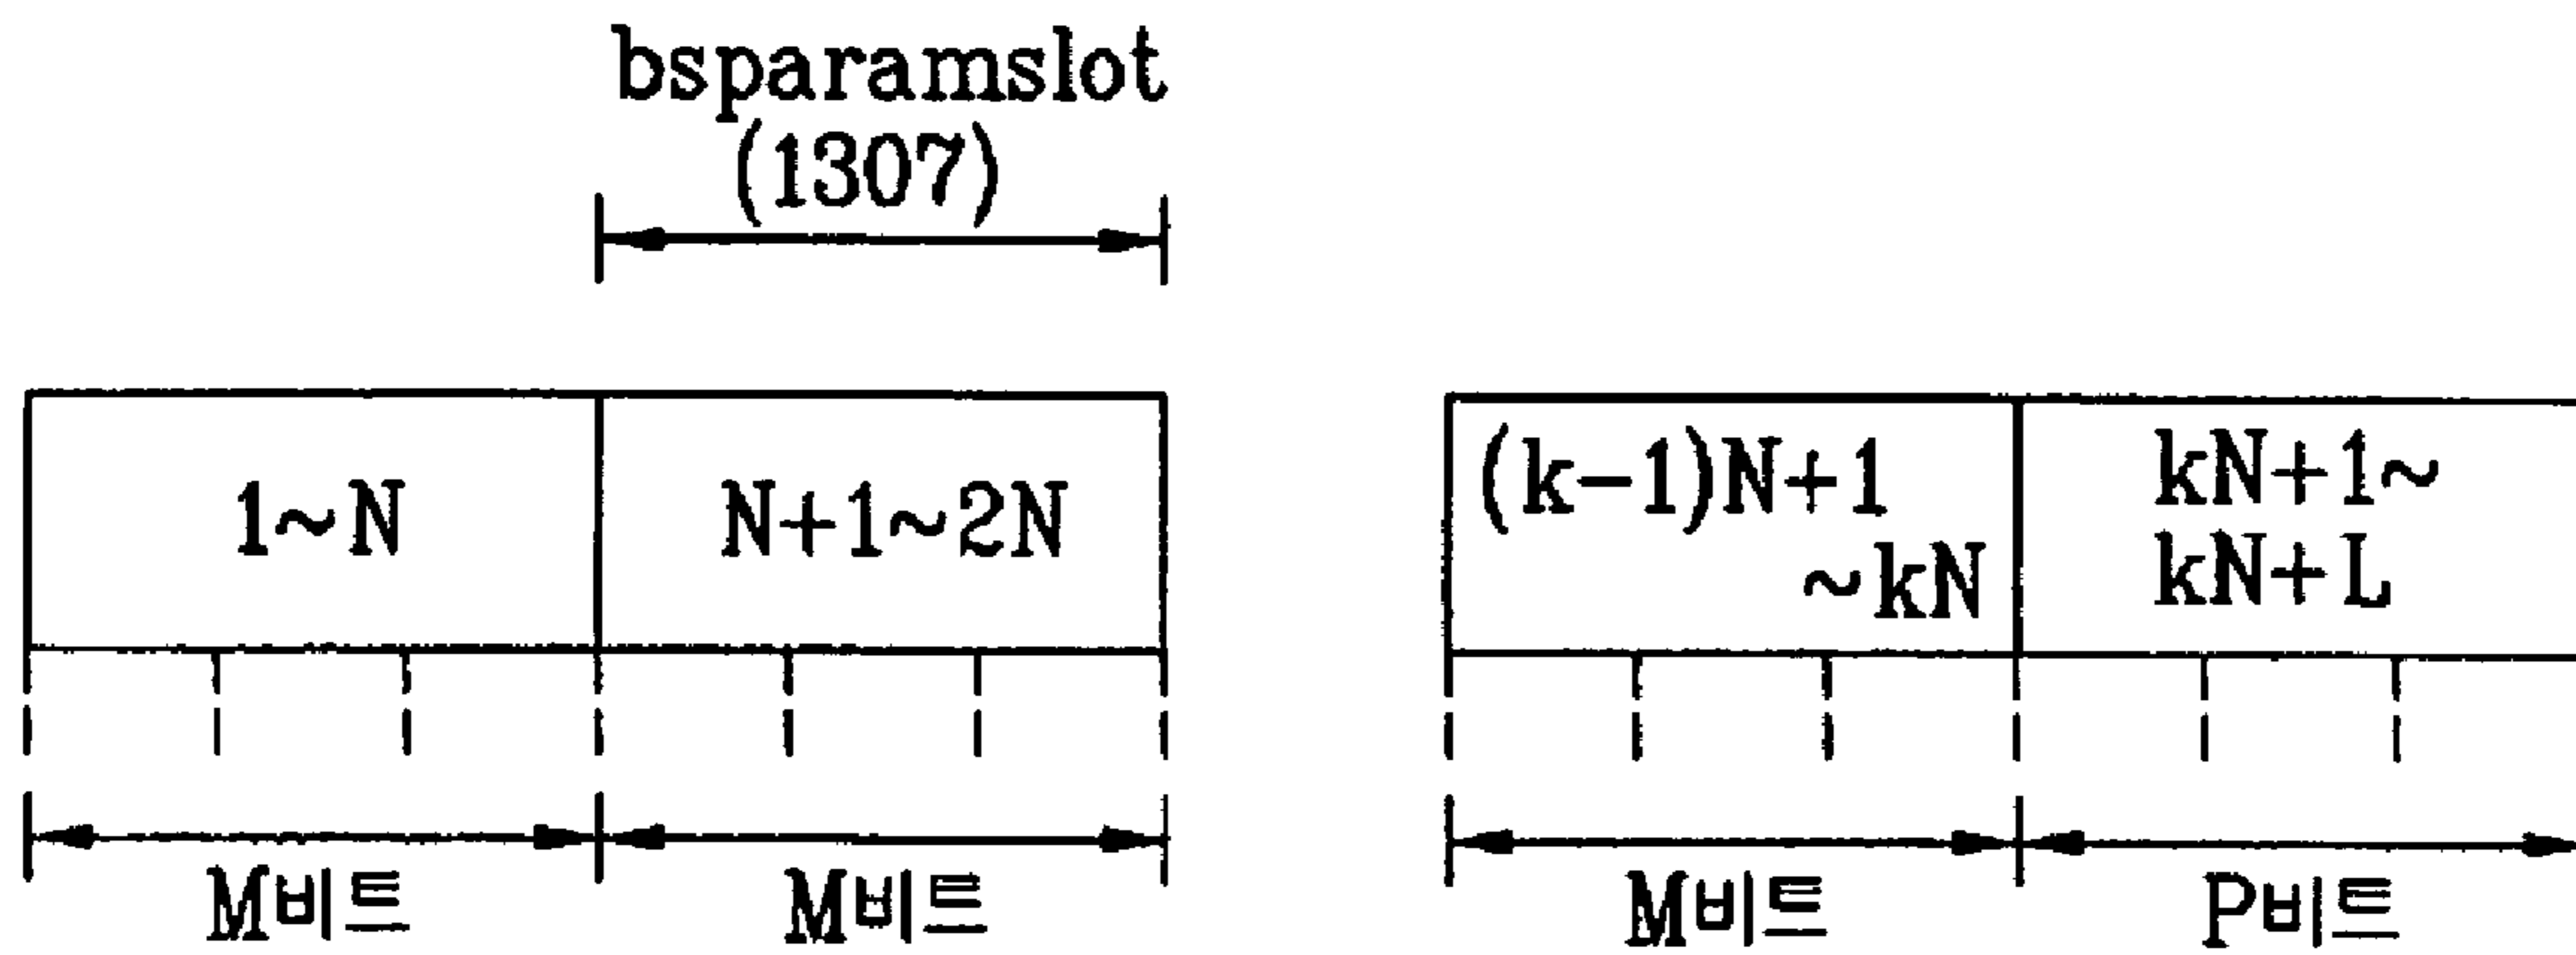 bsparamslot
(1307)
1~N
N+1~2N
(k-1)N+1
~kN
kN+1~
kN+L
M비트
M비트
M비트
P비트